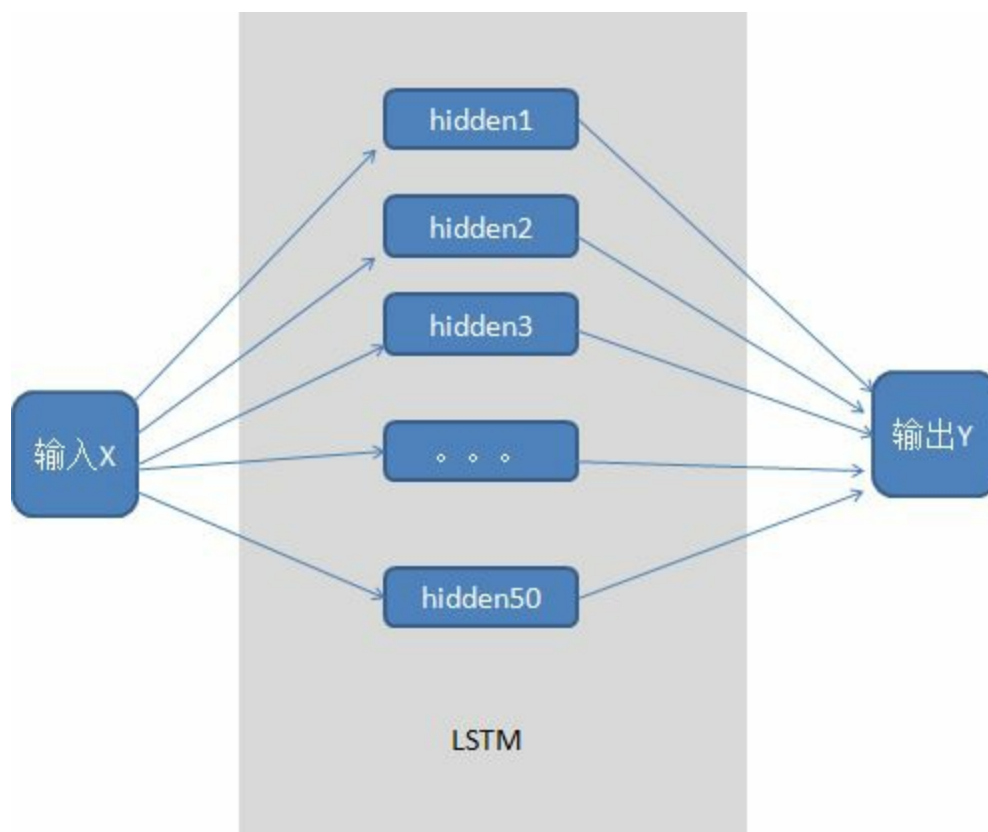 hidden1
hidden2
hidden3
输入X
。。。
输出Y
hidden50
LSTM